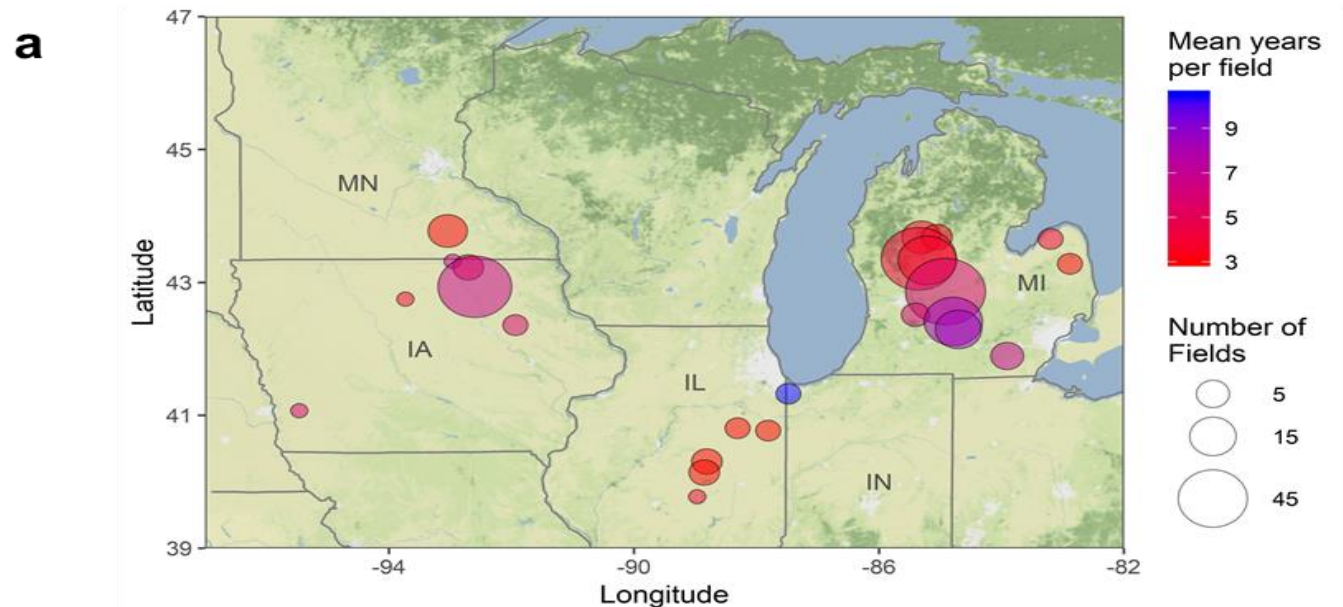 a
47
45
43
41
39
Latitude
MN
IA
IL
IN
MI
-94
-90
-86
-82
Longitude
Mean years
per field
9
7
5
3
Number of
Fields
5
15
45